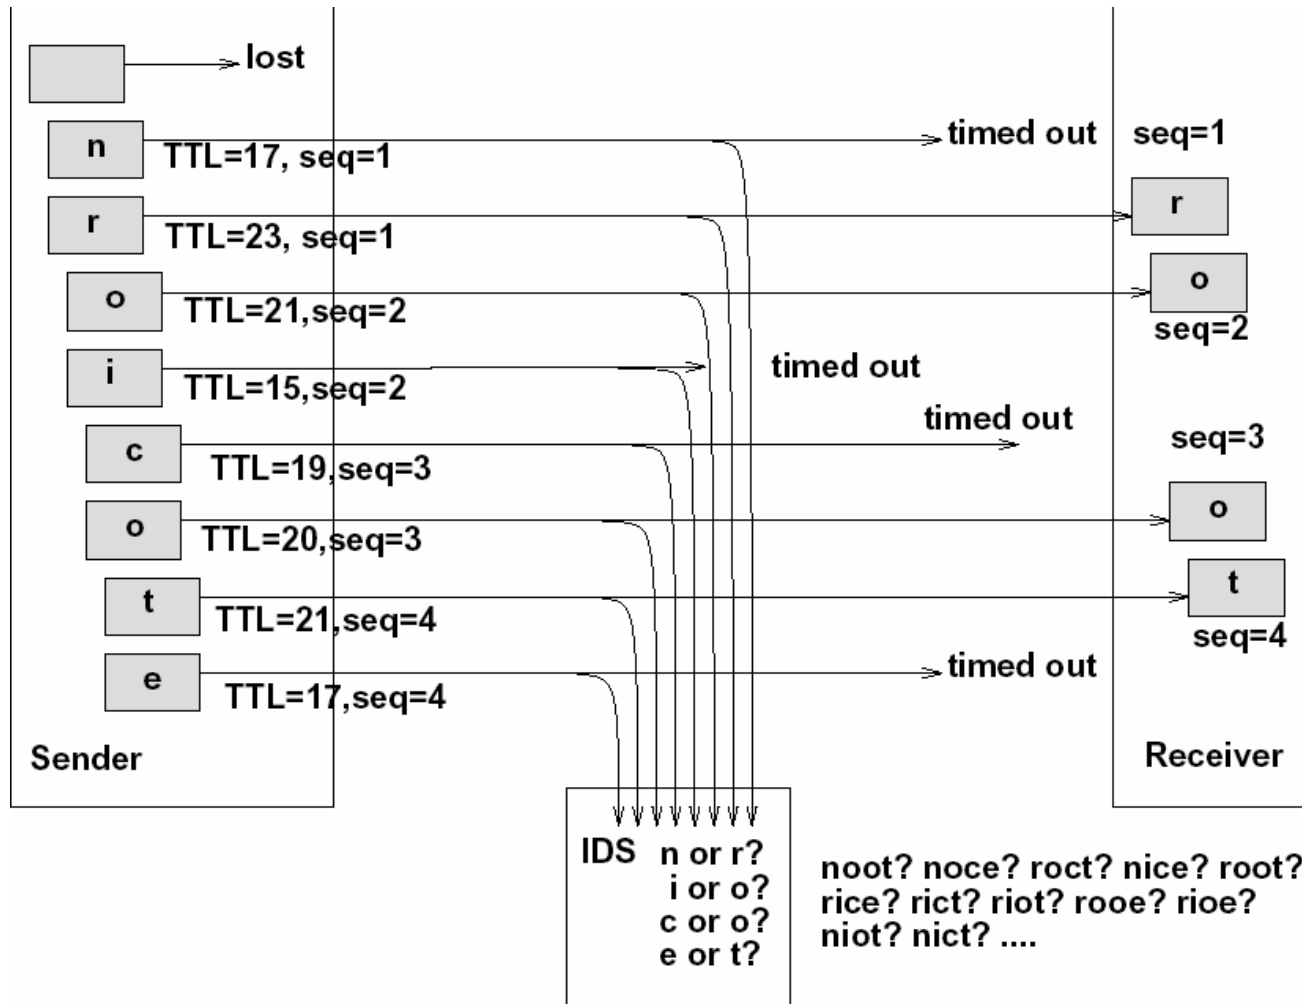 lost
n
TTL=17, seq=1
timed out
seq=1
r
TTL=23, seq=1
r
o
TTL=21,seq=2
o
seq=2
i
TTL=15,seq=2
timed out
c
TTL=19,seq=3
timed out
seq=3
o
TTL=20,seq=3
o
t
TTL=21,seq=4
t
seq=4
e
TTL=17,seq=4
timed out
Sender
Receiver
IDS
n or r?
i or o?
c or o?
e or t?
noot? noce? roct? nice? root?
rice? rict? riot? rooe? rioe?
niot? nict? ....